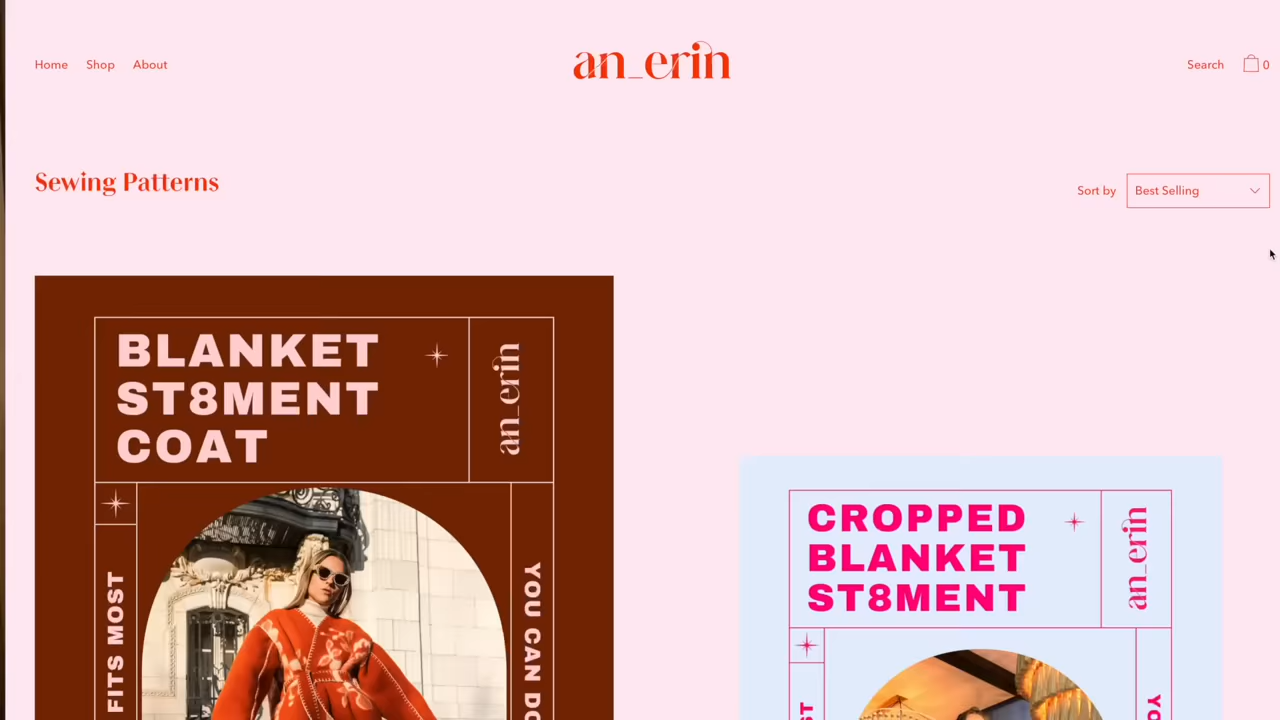 Home Shop About
an_erin
Search 0
Sewing Patterns
Sort by Best Selling
BLANKET
ST8MENT
COAT
an_erin
FITS MOST
YOU CAN DO
CROPPED
BLANKET
ST8MENT
an_erin